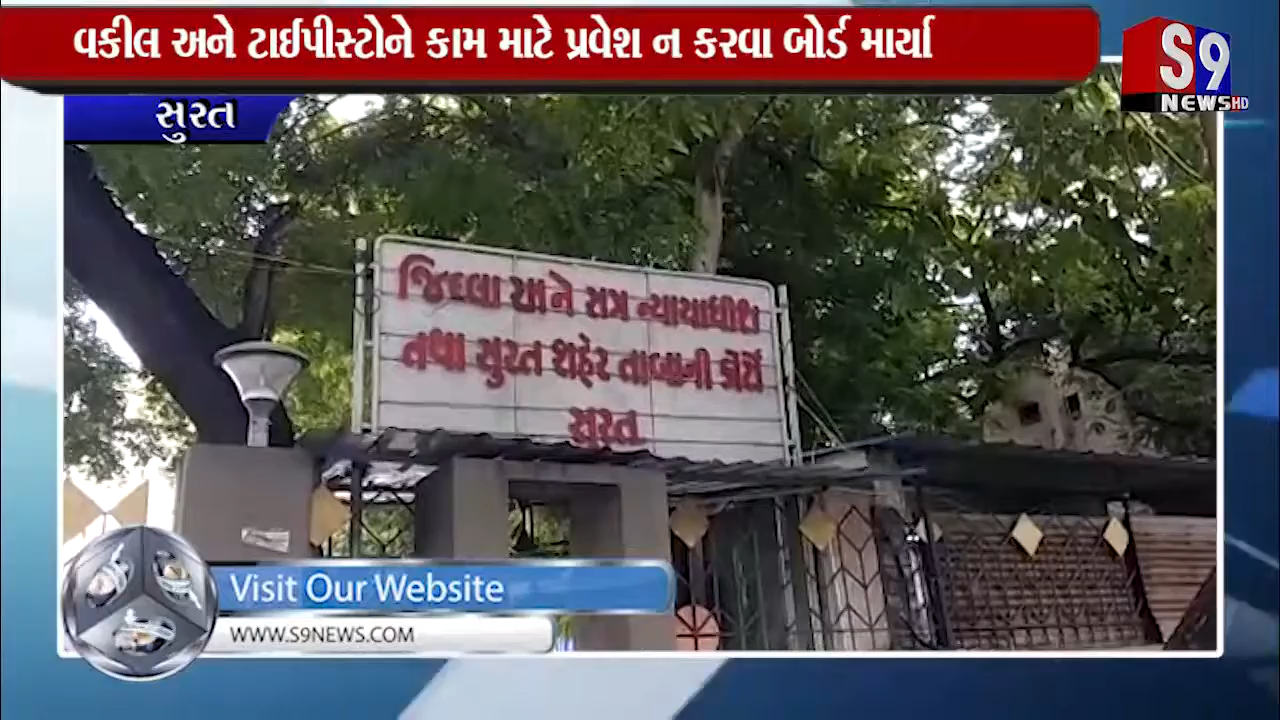 વકીલ અને ટાઈપીસ્ટોને કામ માટે પ્રવેશ ન કરવા બોર્ડ માર્યા
S9
NEWS HD
સુરત
જિલ્લા અને સત્ર ન્યાયાધીશ
તથા સુરત શહેર તાબાની કોર્ટો
સુરત
Visit Our Website
WWW.S9NEWS.COM